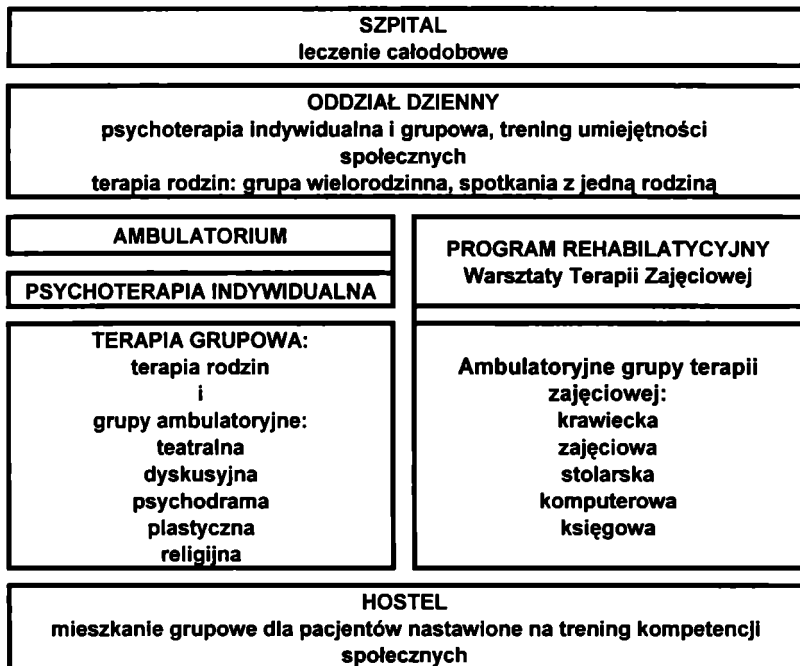 SZPITAL
leczenie całodobowe
ODDZIAŁ DZIENNY
psychoterapia indywidualna i grupowa, trening umiejętności
społecznych
terapia rodzin: grupa wielorodzinna, spotkania z jedną rodziną
AMBULATORIUM
PSYCHOTERAPIA INDYWIDUALNA
TERAPIA GRUPOWA:
terapia rodzin
i
grupy ambulatoryjne:
teatralna
dyskusyjna
psychodrama
plastyczna
religijna
PROGRAM REHABILATYCYJNY
Warsztaty Terapii Zajęciowej
Ambulatoryjne grupy terapii
zajęciowej:
krawiecka
zajęciowa
stolarska
komputerowa
księgowa
HOSTEL
mieszkanie grupowe dla pacjentów nastawione na trening kompetencji
społecznych